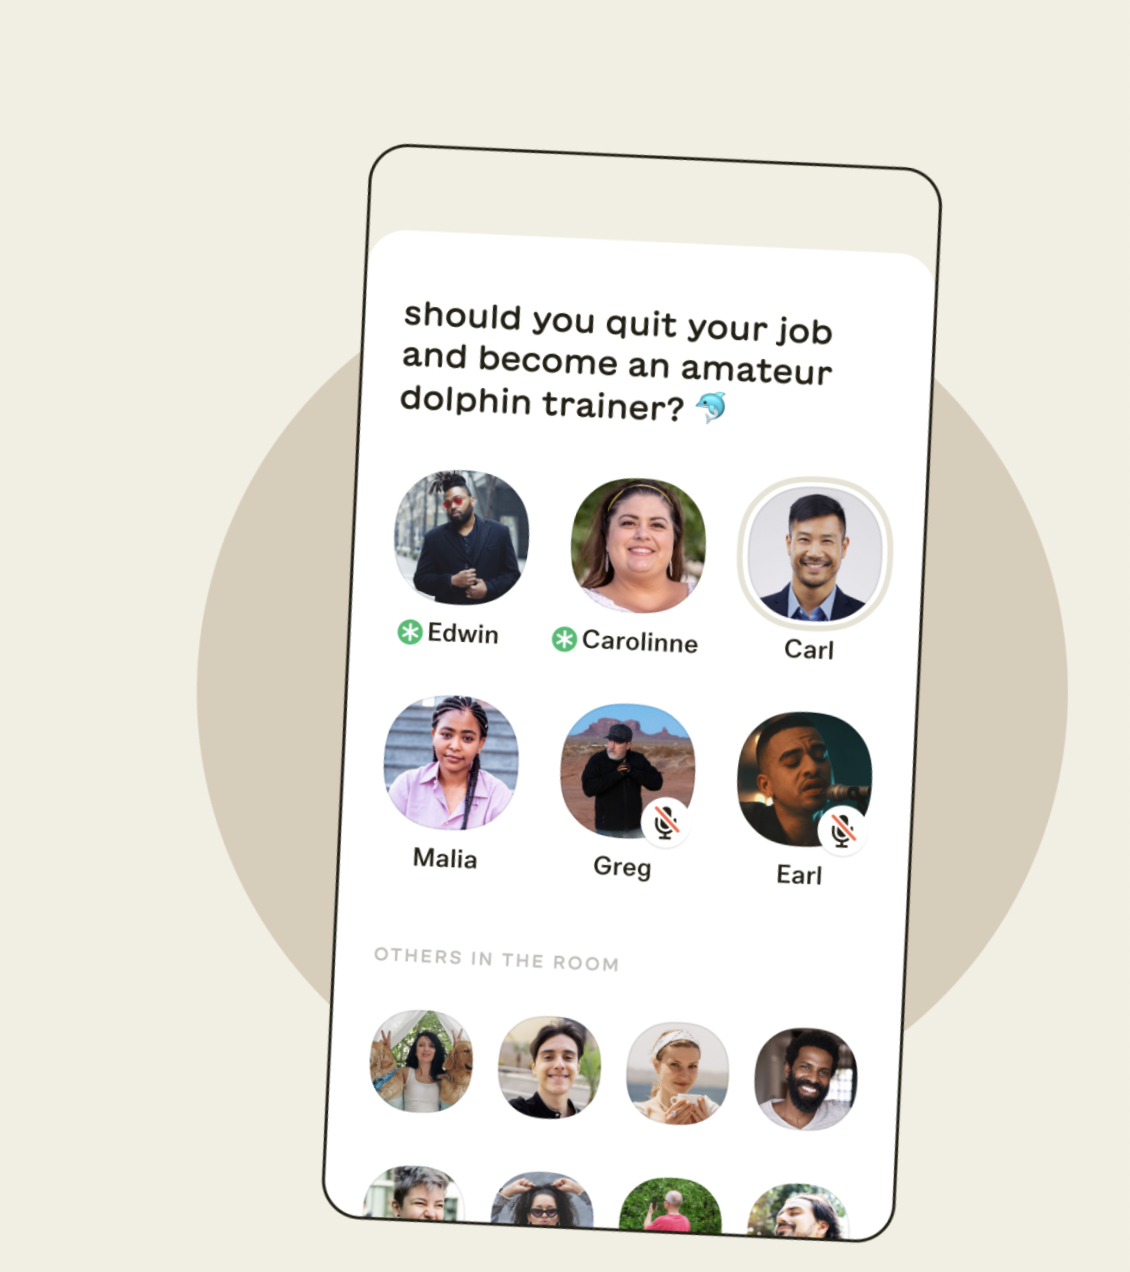 should you quit your job
and become an amateur
dolphin trainer? 🐬
Edwin
Carolinne
Carl
Malia
Greg
Earl
OTHERS IN THE ROOM